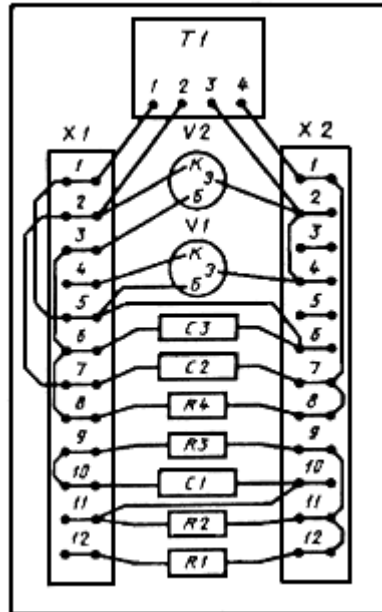 T1
1 2 3 4
X1 V2 X2
1 К Э Б 1
2 2
3 V1 3
4 К Э Б 4
5 5
6 C3 6
7 C2 7
8 R4 8
9 R3 9
10 C1 10
11 R2 11
12 R1 12